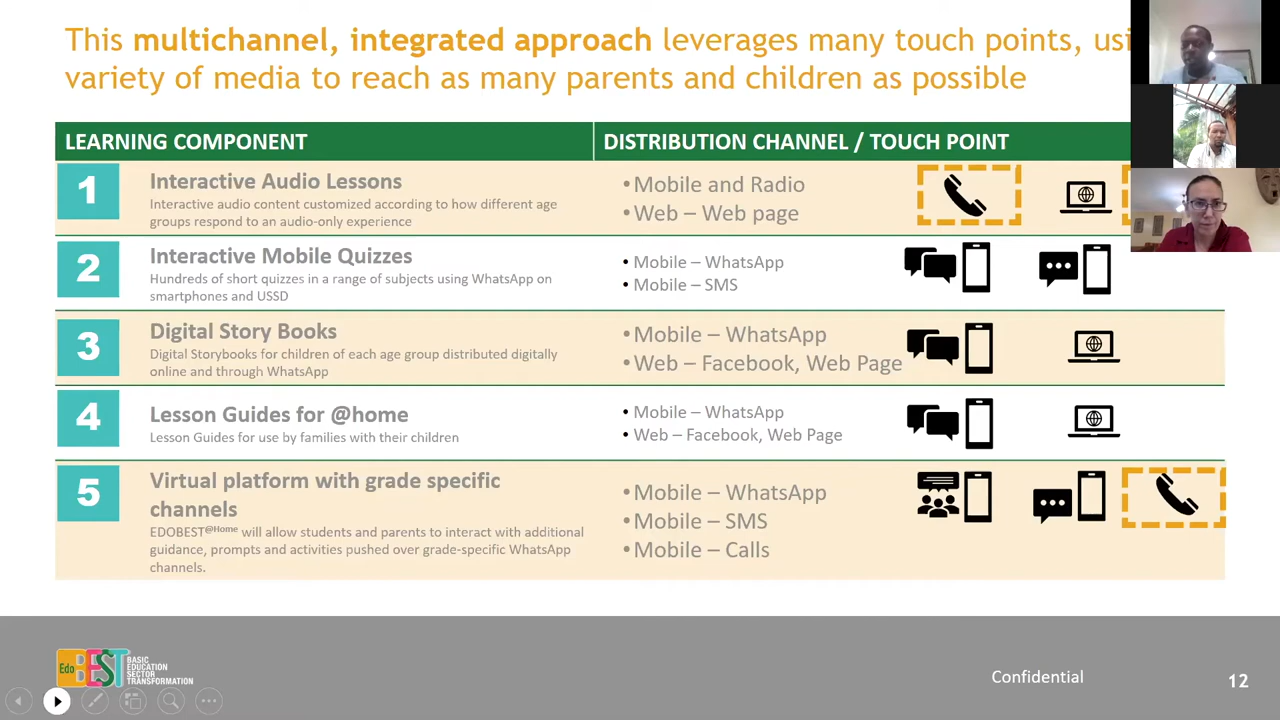 This multichannel, integrated approach leverages many touch points,
variety of media to reach as many parents and children as possible
LEARNING COMPONENT
DISTRIBUTION CHANNEL / TOUCH POINT
1
Interactive Audio Lessons
Interactive audio content customized according to how different age
groups respond to an audio-only experience
•Mobile and Radio
•Web – Web page
2
Interactive Mobile Quizzes
Hundreds of short quizzes in a range of subjects using WhatsApp on
smartphones and USSD
• Mobile – WhatsApp
• Mobile – SMS
3
Digital Story Books
Digital Storybooks for children of each age group distributed digitally
online and through WhatsApp
•Mobile – WhatsApp
•Web – Facebook, Web Page
4
Lesson Guides for @home
Lesson Guides for use by families with their children
• Mobile – WhatsApp
• Web – Facebook, Web Page
5
Virtual platform with grade specific
channels
EDOBEST@Home will allow students and parents to interact with additional
guidance, prompts and activities pushed over grade-specific WhatsApp
channels.
•Mobile – WhatsApp
•Mobile – SMS
•Mobile – Calls
Edo BEST
BASIC
EDUCATION
SECTOR
TRANSFORMATION
Confidential
12